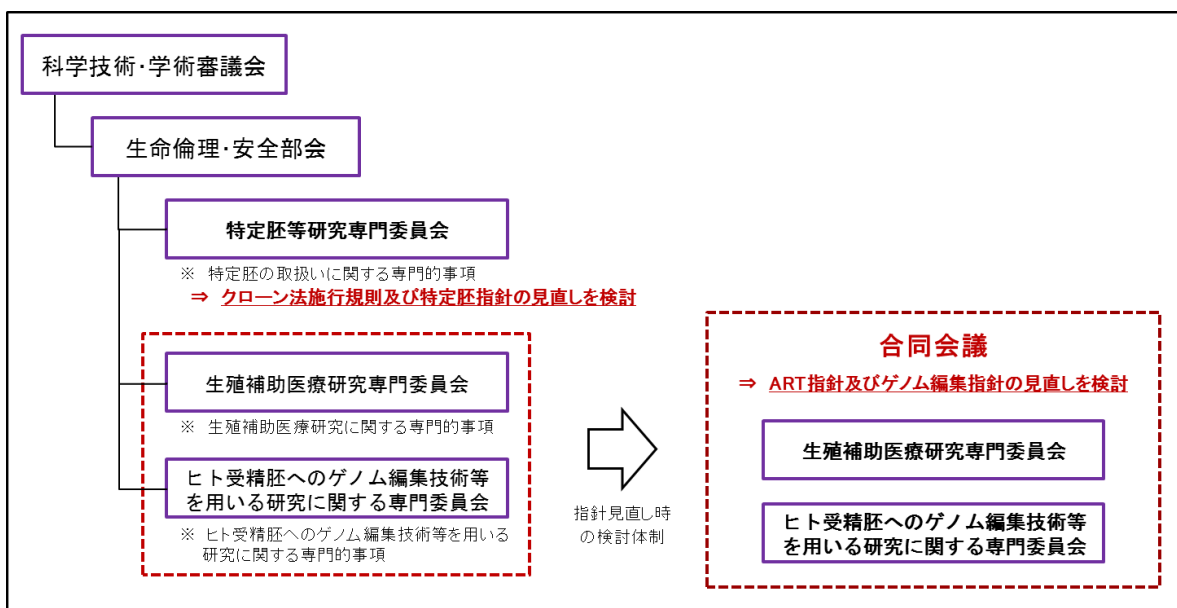 科学技術・学術審議会
生命倫理・安全部会
特定胚等研究専門委員会
※ 特定胚の取扱いに関する専門的事項
⇒ クローン法施行規則及び特定胚指針の見直しを検討
生殖補助医療研究専門委員会
※ 生殖補助医療研究に関する専門的事項
ヒト受精胚へのゲノム編集技術等
を用いる研究に関する専門委員会
※ ヒト受精胚へのゲノム編集技術等を用いる
研究に関する専門的事項
指針見直し時
の検討体制
合同会議
⇒ ART指針及びゲノム編集指針の見直しを検討
生殖補助医療研究専門委員会
ヒト受精胚へのゲノム編集技術等
を用いる研究に関する専門委員会